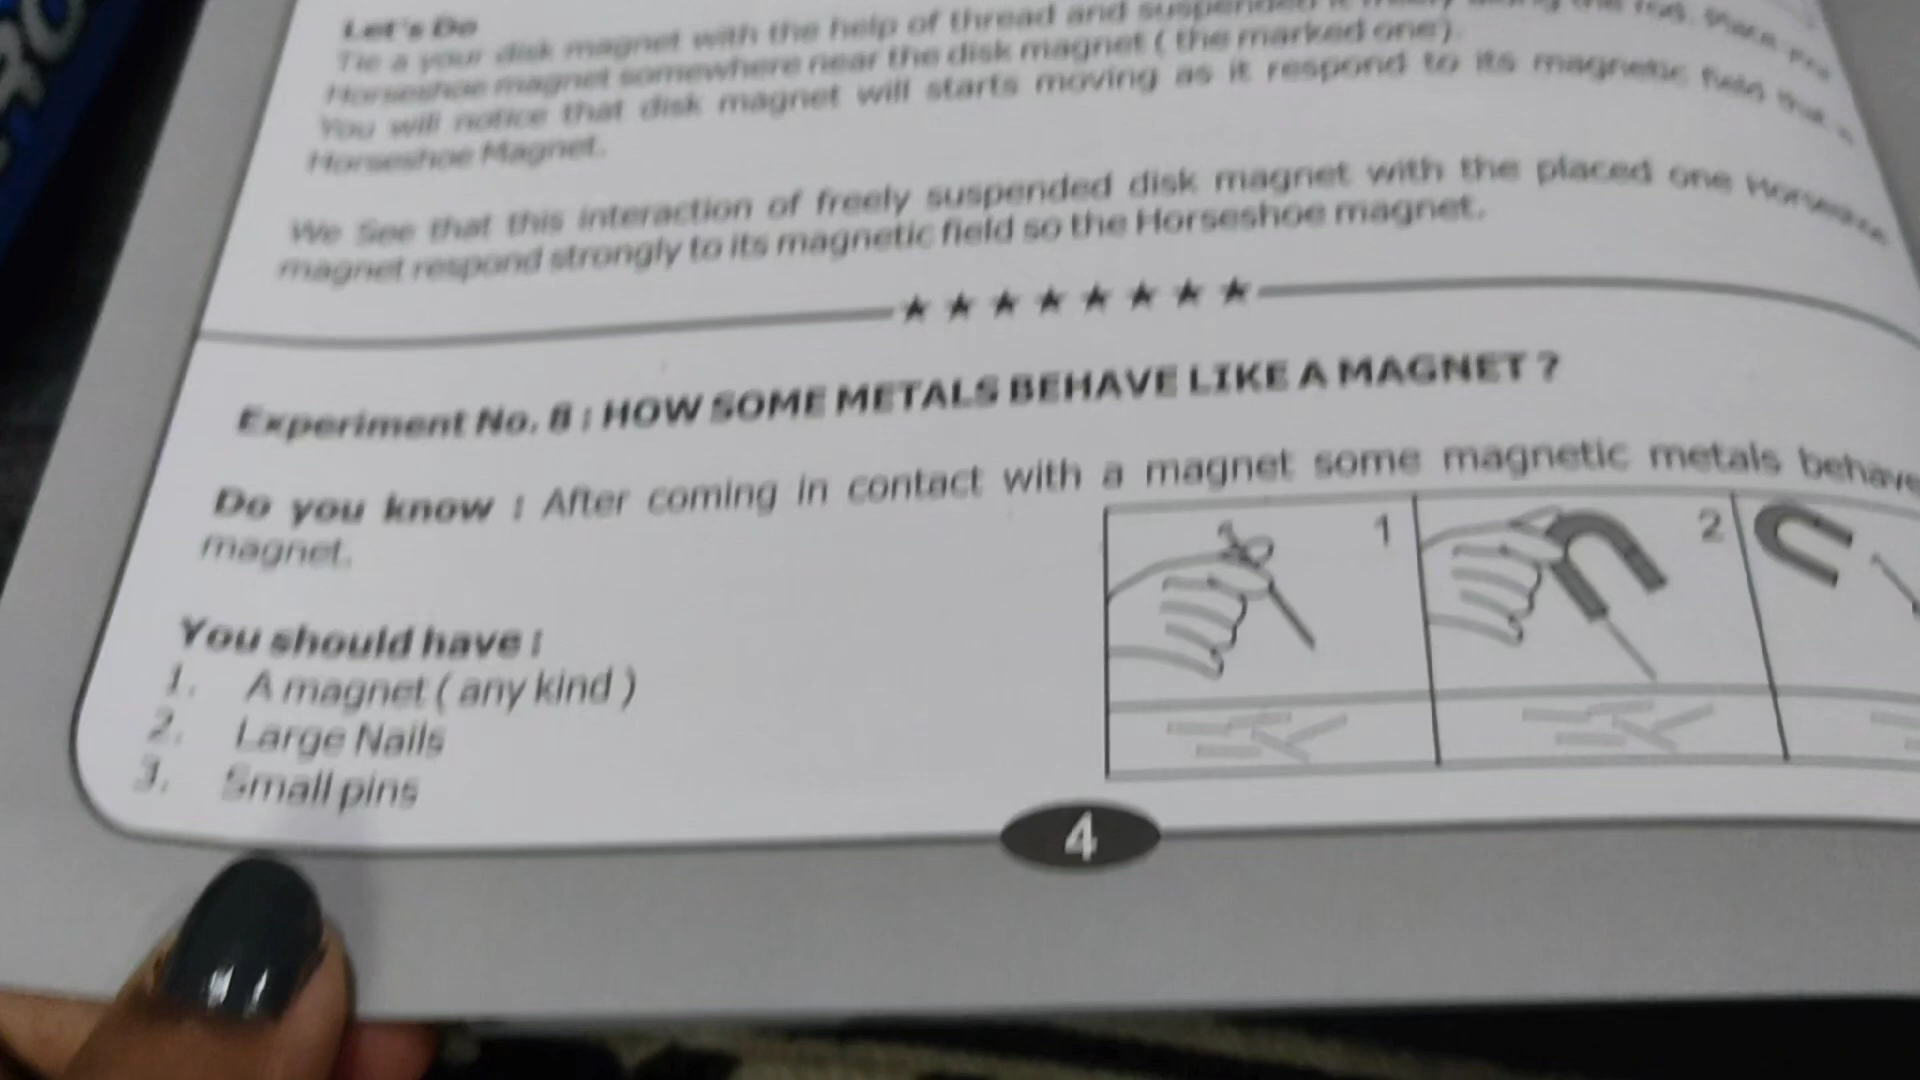 Let's Do
Tie a your disk magnet with the help of thread and suspended it freely along the rod. Place
Horseshoe magnet somewhere near the disk magnet ( the marked one).
You will notice that disk magnet will starts moving as it respond to its magnetic field that
Horseshoe Magnet.
We See that this interaction of freely suspended disk magnet with the placed one Horseshoe
magnet respond strongly to its magnetic field so the Horseshoe magnet.
★ ★ ★ ★ ★ ★ ★ ★
Experiment No. 8 : HOW SOME METALS BEHAVE LIKE A MAGNET ?
Do you know : After coming in contact with a magnet some magnetic metals behave
magnet.
1
2
You should have :
1. A magnet ( any kind )
2. Large Nails
3. Small pins
4